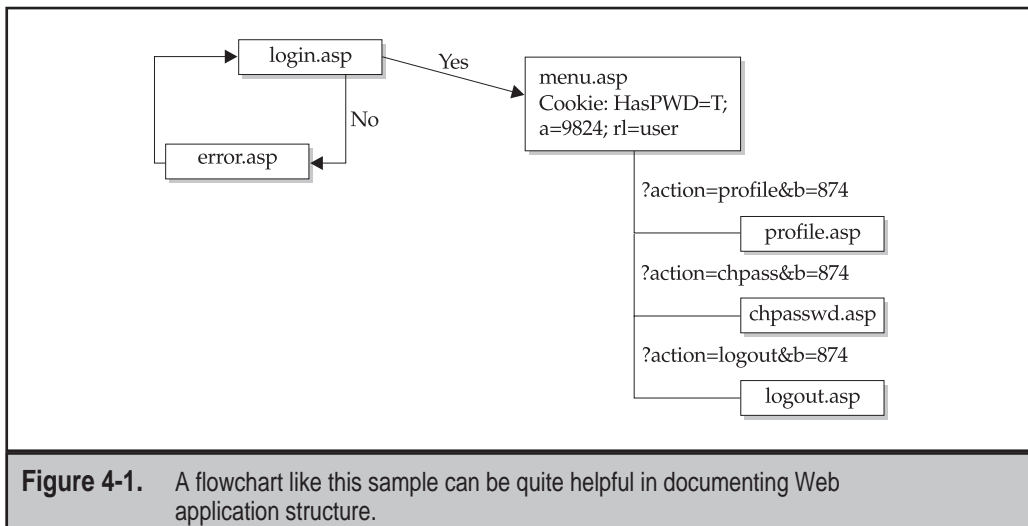 login.asp
Yes
No
error.asp
menu.asp
Cookie: HasPWD=T;
a=9824; rl=user
?action=profile&b=874
profile.asp
?action=chpass&b=874
chpasswd.asp
?action=logout&b=874
logout.asp
Figure 4-1. A flowchart like this sample can be quite helpful in documenting Web
application structure.